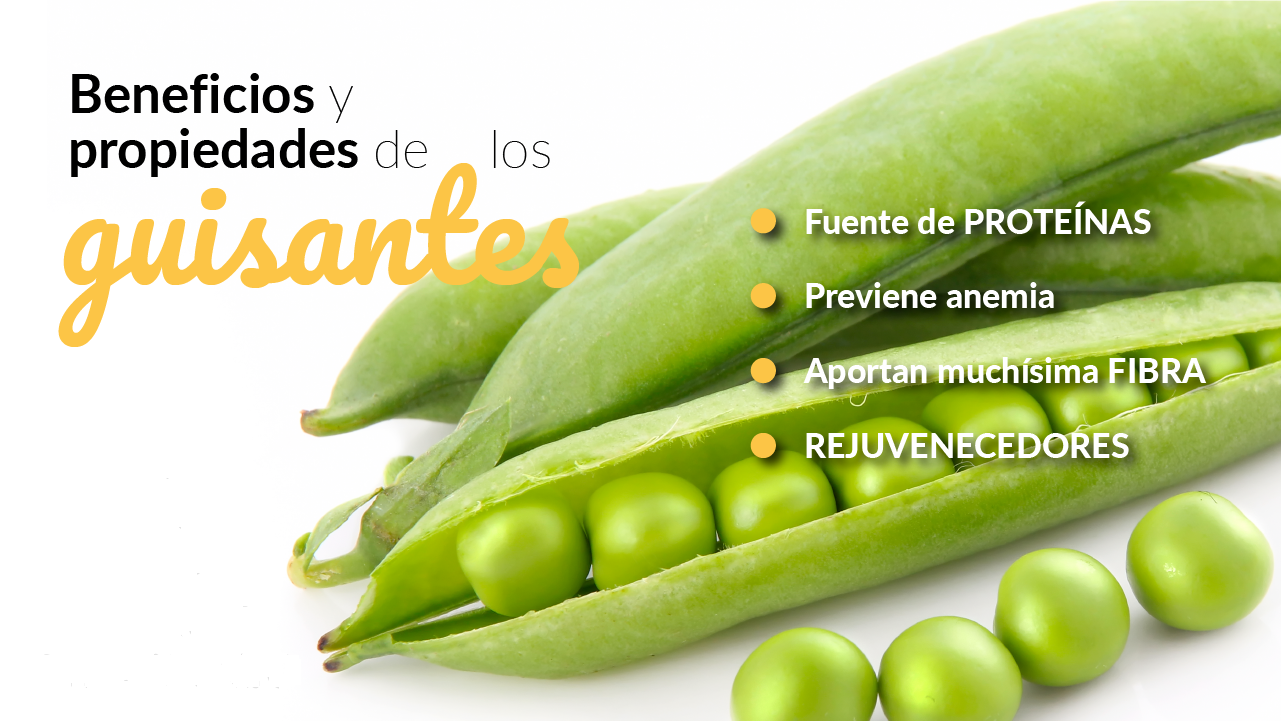 Beneficios y
propiedades de los
guisantes
Fuente de PROTEÍNAS
Previene anemia
Aportan muchísima FIBRA
REJUVENECEDORES